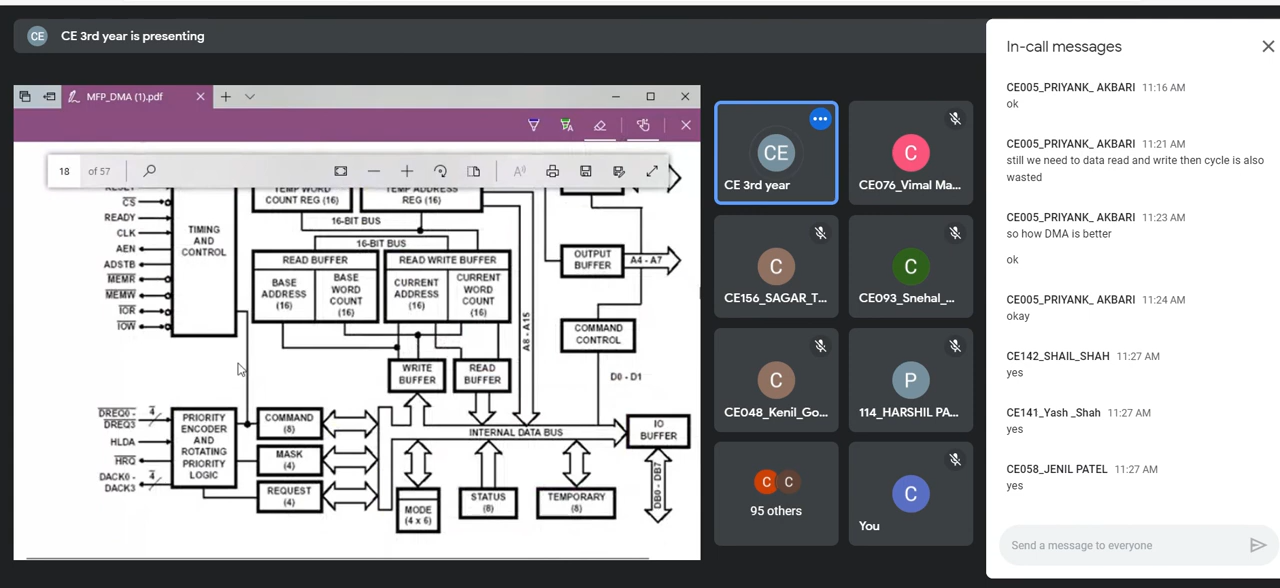 CE CE 3rd year is presenting
MFP_DMA (1).pdf
18 of 57
RESET
CS
READY
CLK
AEN
ADSTB
MEMR
MEMW
IOR
IOW
TIMING
AND
CONTROL
TEMP WORD
COUNT REG (16)
TEMP ADDRESS
REG (16)
16-BIT BUS
16-BIT BUS
READ BUFFER
BASE
ADDRESS
(16)
BASE
WORD
COUNT
(16)
READ WRITE BUFFER
CURRENT
ADDRESS
(16)
CURRENT
WORD
COUNT
(16)
A8 - A15
OUTPUT
BUFFER
A4 - A7
COMMAND
CONTROL
WRITE
BUFFER
READ
BUFFER
D0 - D1
DREQ0 -
DREQ3
4
HLDA
HRQ
DACK0 -
DACK3
4
PRIORITY
ENCODER
AND
ROTATING
PRIORITY
LOGIC
COMMAND
(8)
MASK
(4)
REQUEST
(4)
INTERNAL DATA BUS
IO
BUFFER
MODE
(4 x 6)
STATUS
(8)
TEMPORARY
(8)
DB0 - DB7
CE
CE 3rd year
C
CE076_Vimal Ma...
C
CE156_SAGAR_T...
C
CE093_Snehal_...
C
CE048_Kenil_Go...
P
114_HARSHIL PA...
C C
95 others
C
You
In-call messages
CE005_PRIYANK_ AKBARI 11:16 AM
ok
CE005_PRIYANK_ AKBARI 11:21 AM
still we need to data read and write then cycle is also
wasted
CE005_PRIYANK_ AKBARI 11:23 AM
so how DMA is better
ok
CE005_PRIYANK_ AKBARI 11:24 AM
okay
CE142_SHAIL_SHAH 11:27 AM
yes
CE141_Yash _Shah 11:27 AM
yes
CE058_JENIL PATEL 11:27 AM
yes
Send a message to everyone